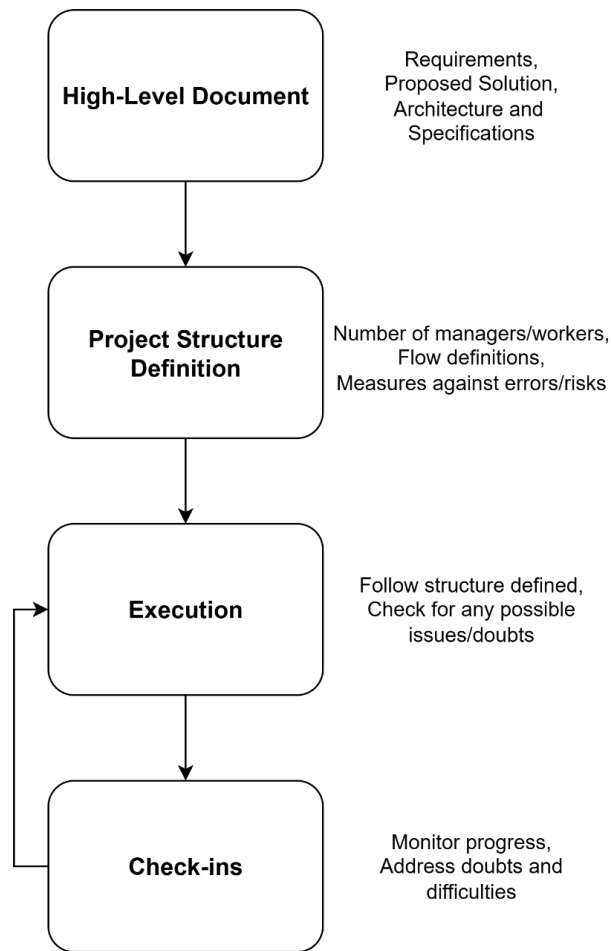 High-Level Document
Requirements,
Proposed Solution,
Architecture and
Specifications
Project Structure
Definition
Number of managers/workers,
Flow definitions,
Measures against errors/risks
Execution
Follow structure defined,
Check for any possible
issues/doubts
Check-ins
Monitor progress,
Address doubts and
difficulties